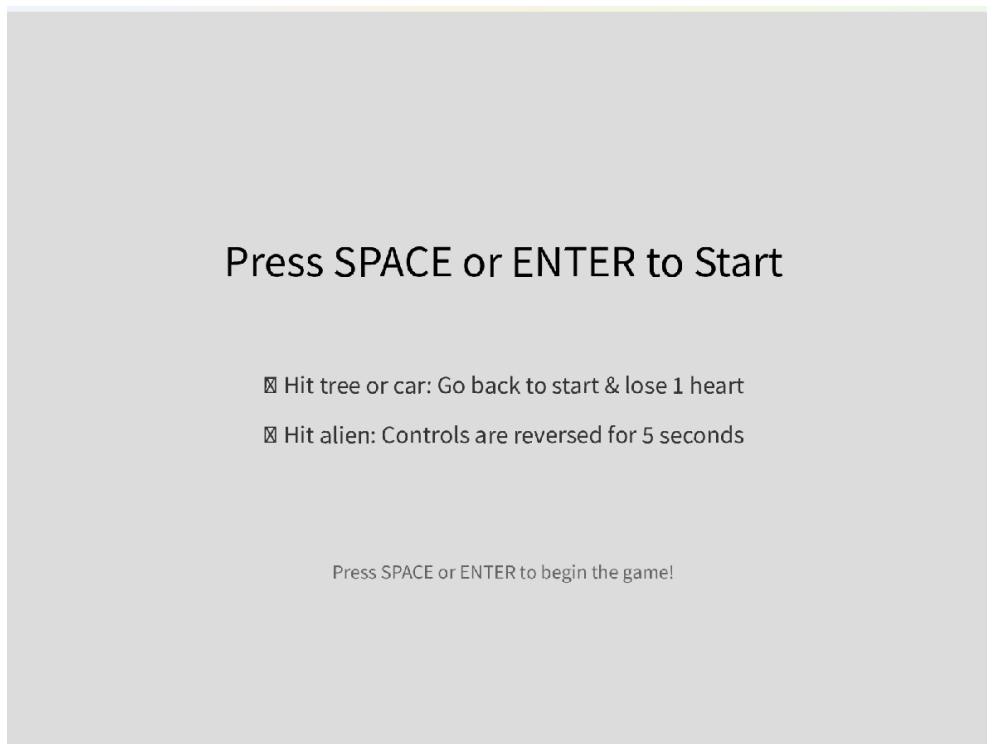 Press SPACE or ENTER to Start
Hit tree or car: Go back to start & lose 1 heart
Hit alien: Controls are reversed for 5 seconds
Press SPACE or ENTER to begin the game!